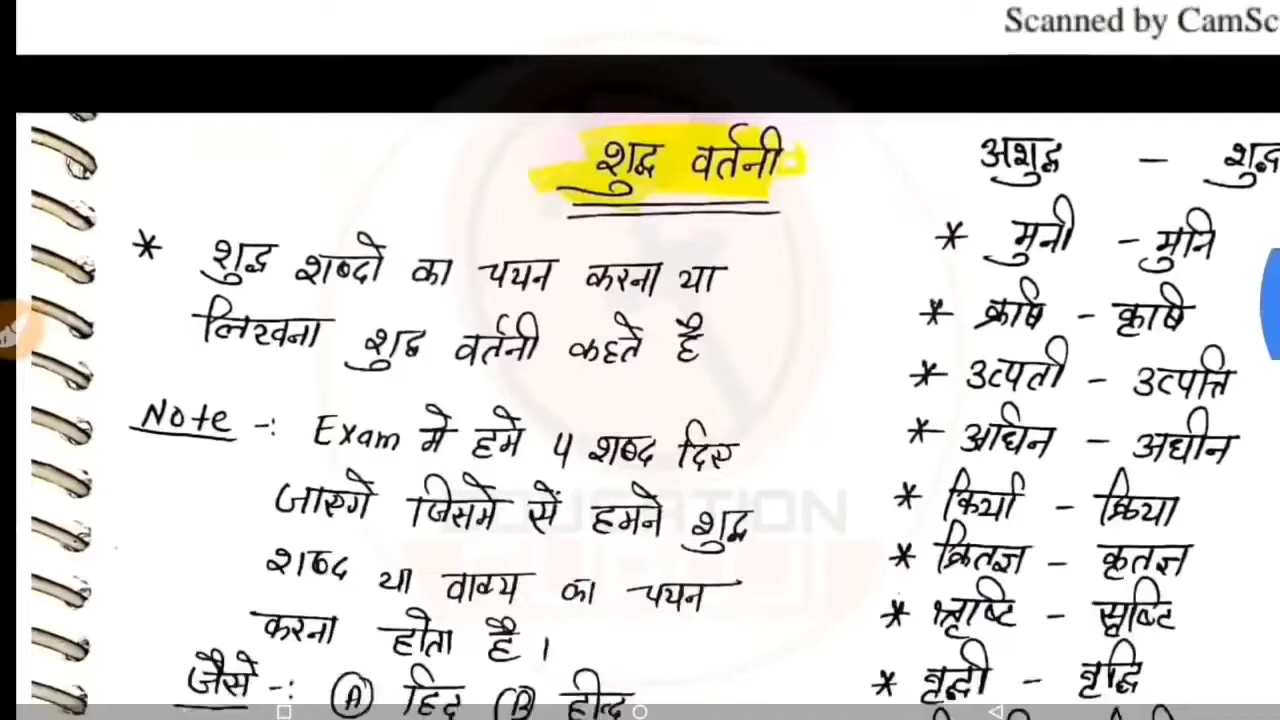 Scanned by CamSc
शुद्ध वर्तनी
* शुद्ध शब्दो का चयन करना या
लिखना शुद्ध वर्तनी कहते है
Note -: Exam मे हमे 4 शब्द दिए
जाएगे जिसमे से हमने शुद्ध
शब्द या वाक्य का चयन
करना होता है।
जैसे -: (A) हिंदु (B) हीन्दु
अशुद्ध - शुद्ध
* मुनी - मुनि
* क्रषि - कृषि
* उत्पती - उत्पत्ति
* अधिन - अधीन
* किर्या - क्रिया
* क्रितज्ञ - कृतज्ञ
* - सृष्टि
* वृद्धी - वृद्धि